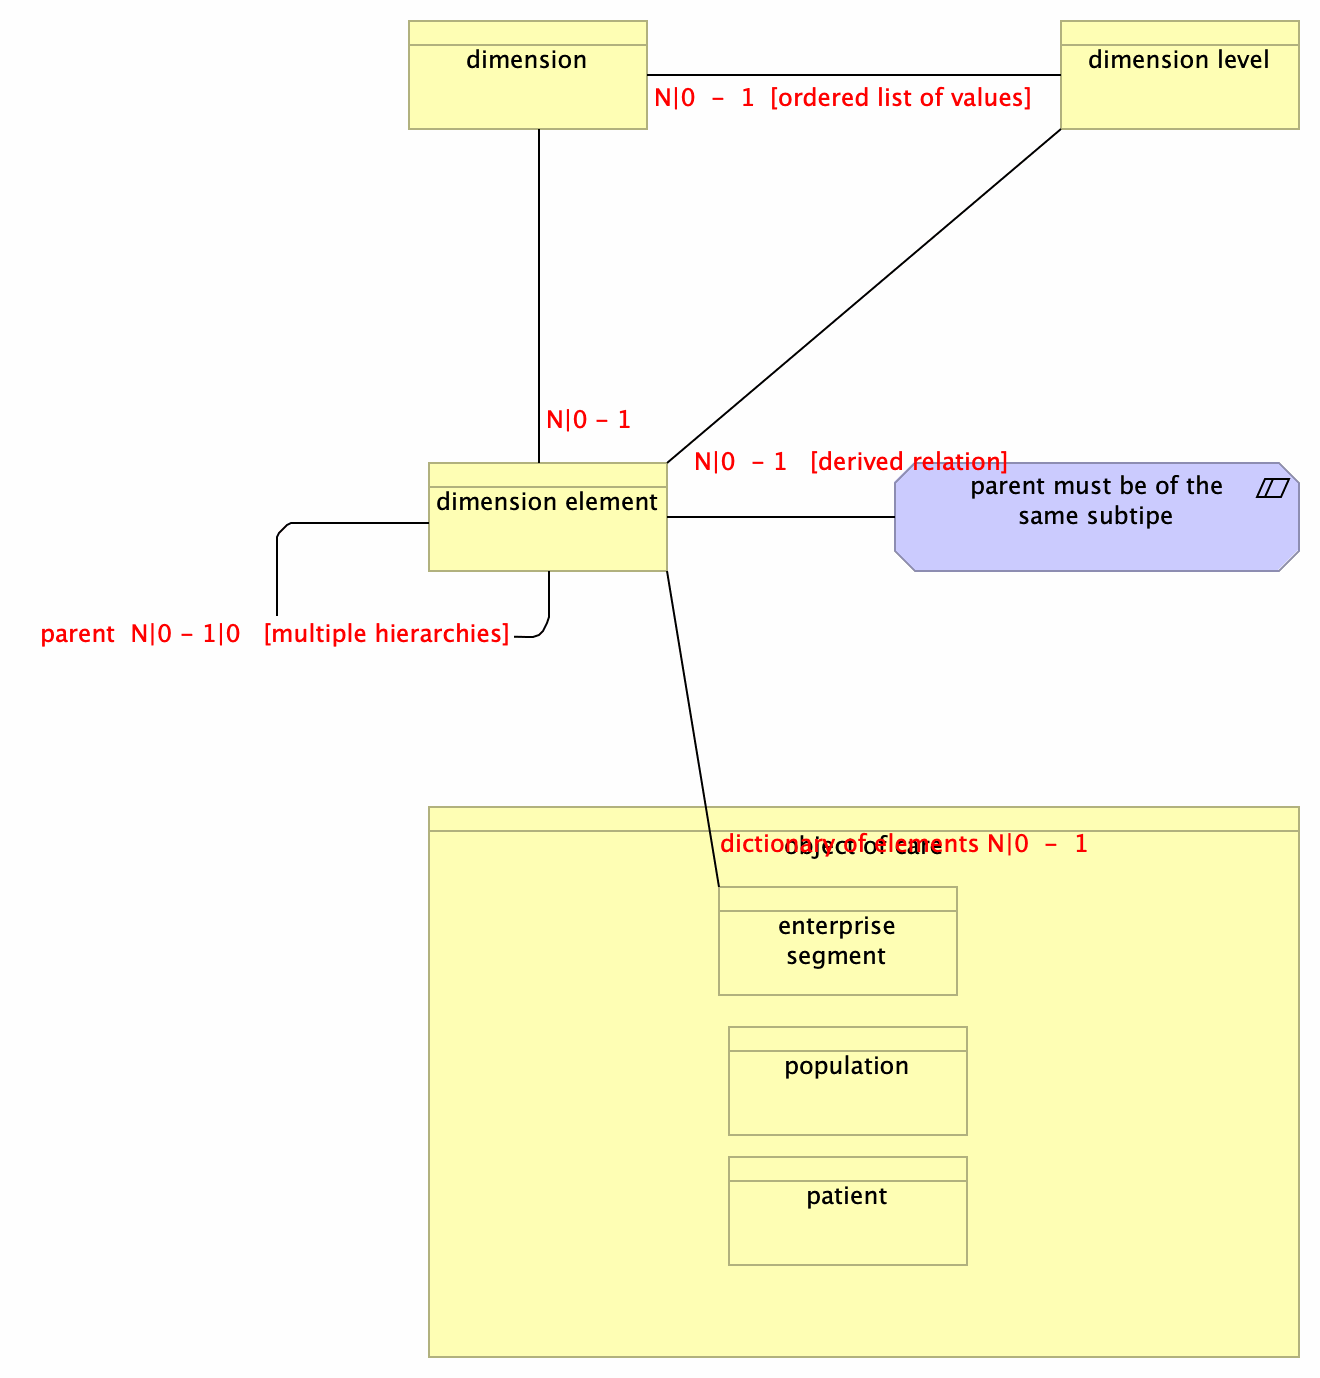 dimension
dimension level
N|0  -  1  [ordered list of values]
N|0 - 1
N|0  - 1   [derived relation]
dimension element
parent must be of the
same subtipe
parent  N|0 - 1|0   [multiple hierarchies]
dictionary of elements N|0  -  1
object of care
enterprise
segment
population
patient